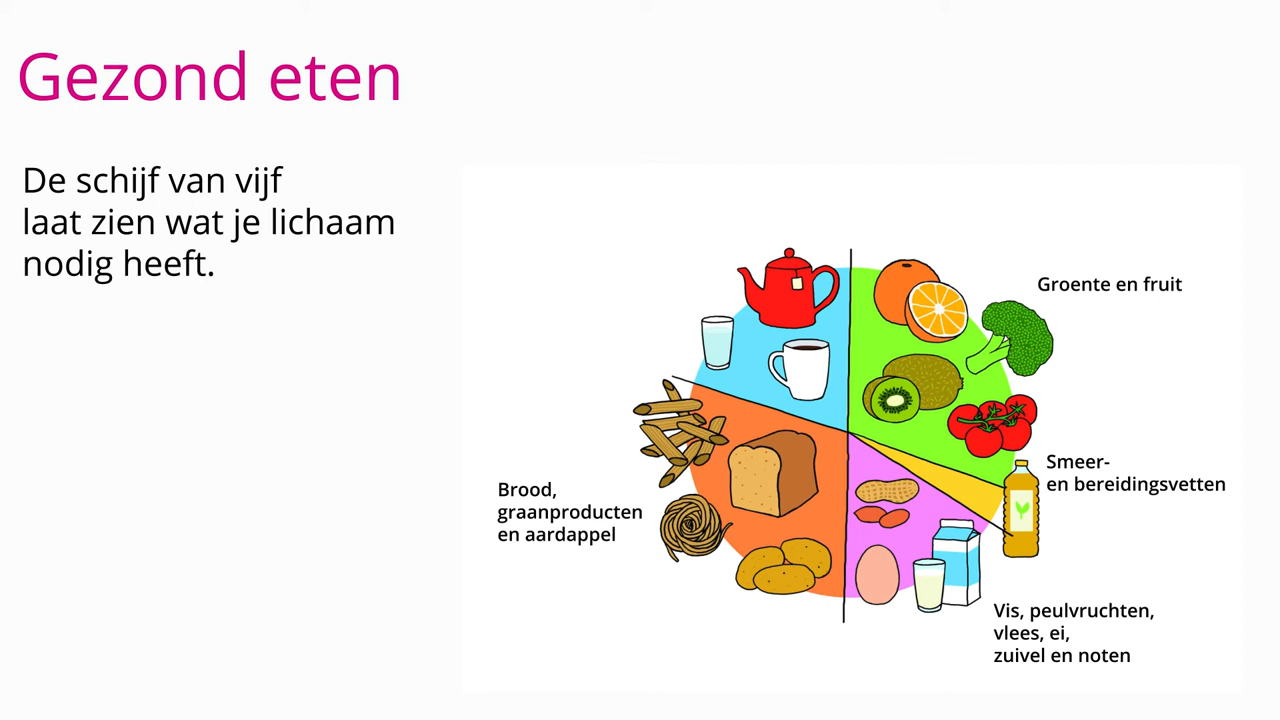 Gezond eten
De schijf van vijf
laat zien wat je lichaam
nodig heeft.
Groente en fruit
Smeer-
en bereidingsvetten
Brood,
graanproducten
en aardappel
Vis, peulvruchten,
vlees, ei,
zuivel en noten